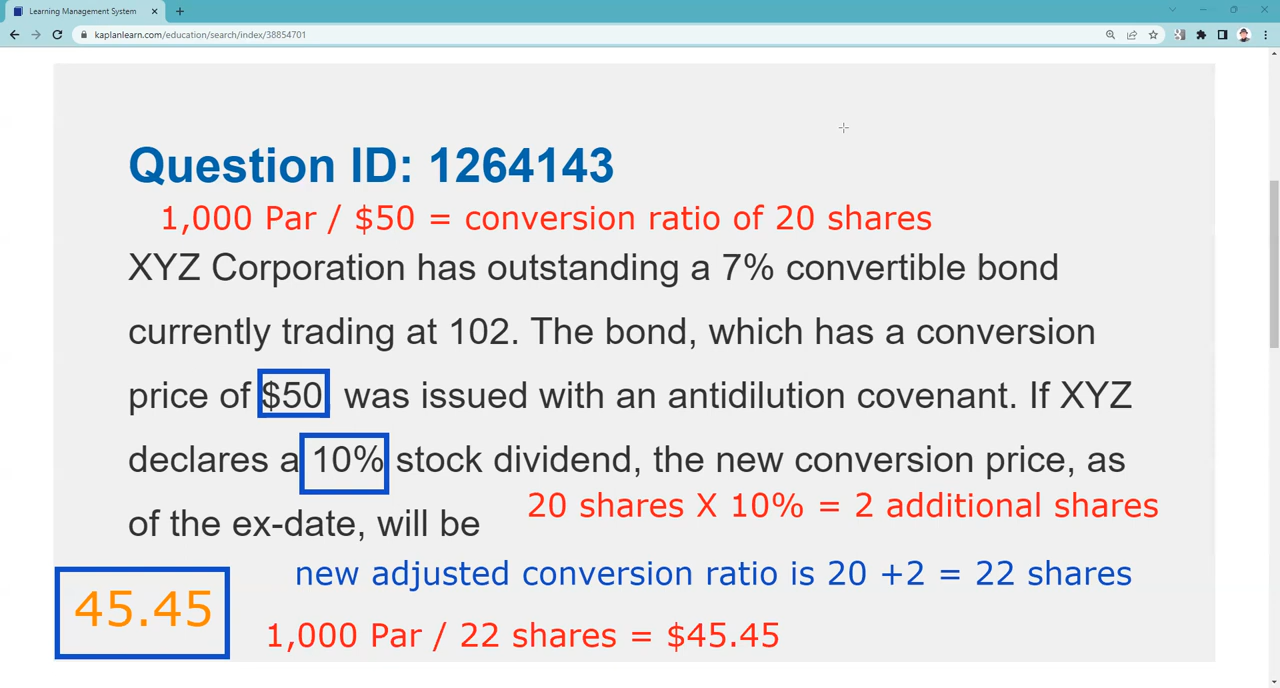 Learning Management System
kaplanlearn.com/education/search/index/38854701
Question ID: 1264143
1,000 Par / $50 = conversion ratio of 20 shares
XYZ Corporation has outstanding a 7% convertible bond
currently trading at 102. The bond, which has a conversion
price of $50 was issued with an antidilution covenant. If XYZ
declares a 10% stock dividend, the new conversion price, as
of the ex-date, will be
20 shares X 10% = 2 additional shares
new adjusted conversion ratio is 20 +2 = 22 shares
45.45
1,000 Par / 22 shares = $45.45